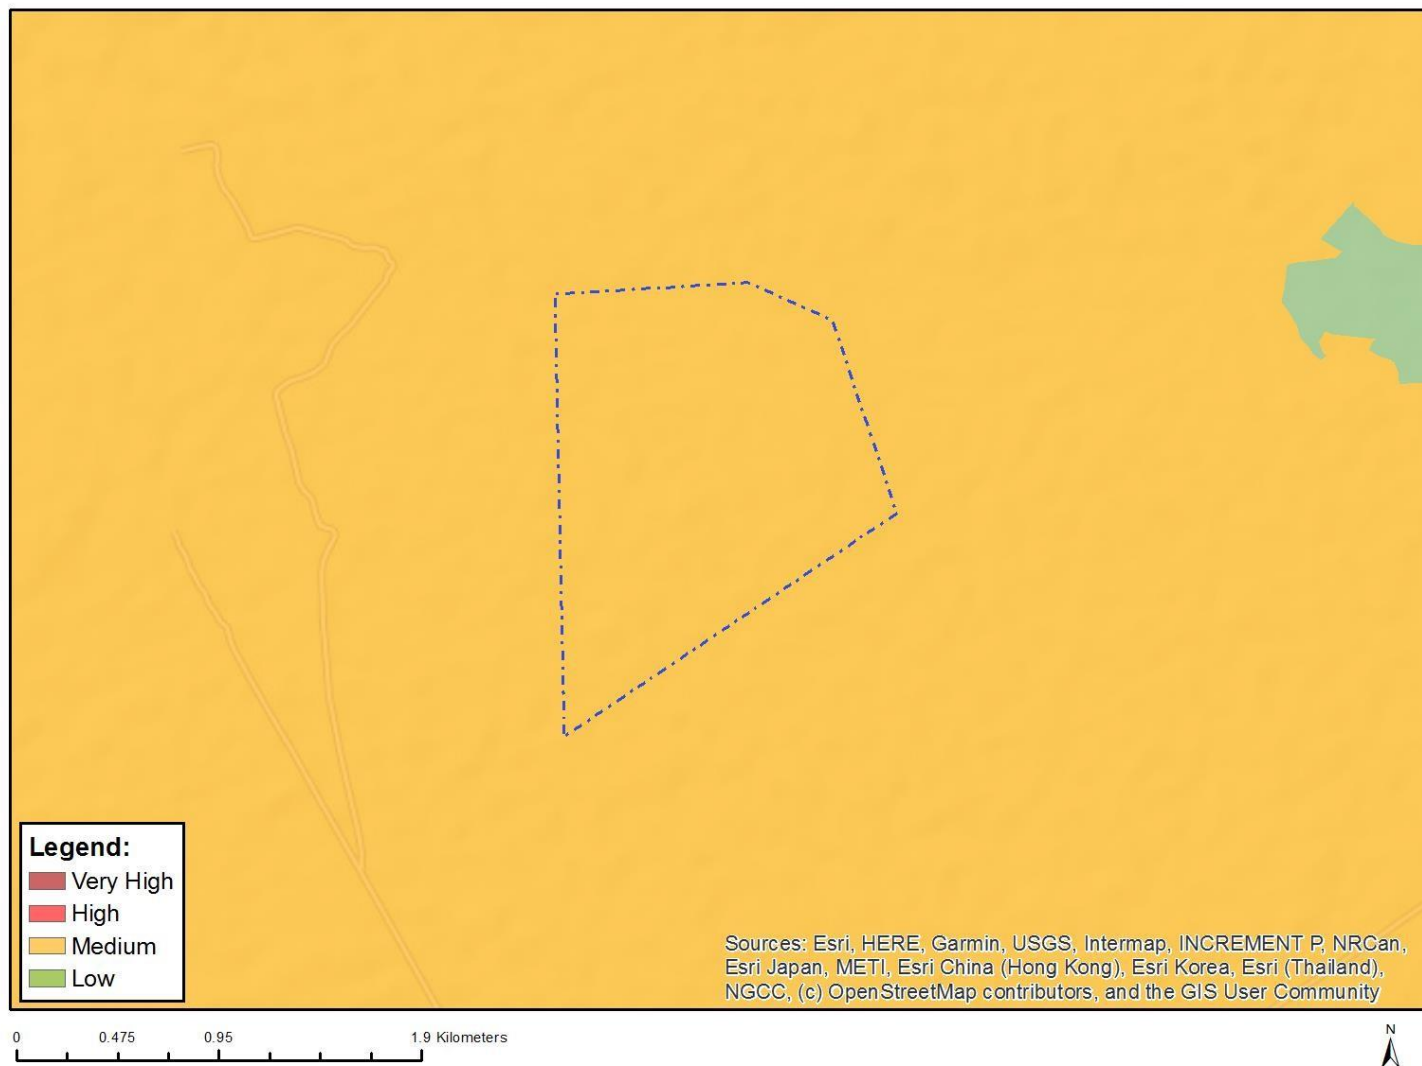 Legend:
Very High
High
Medium
Low
Sources: Esri, HERE, Garmin, USGS, Intermap, INCREMENT P, NRCan,
Esri Japan, METI, Esri China (Hong Kong), Esri Korea, Esri (Thailand),
NGCC, (c) OpenStreetMap contributors, and the GIS User Community
0 0.475 0.95 1.9 Kilometers
N